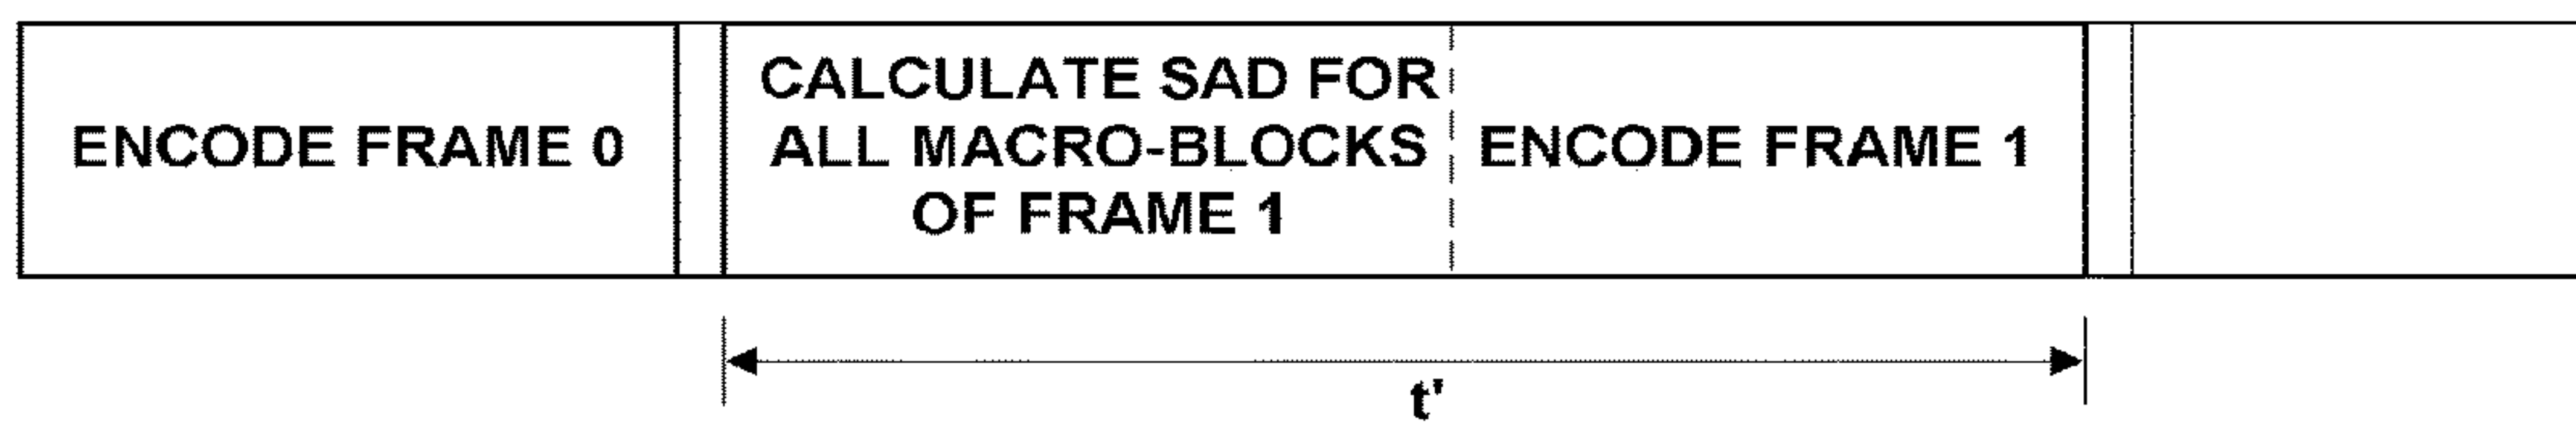 ENCODE FRAME 0
CALCULATE SAD FOR
ALL MACRO-BLOCKS
OF FRAME 1
ENCODE FRAME 1
t'